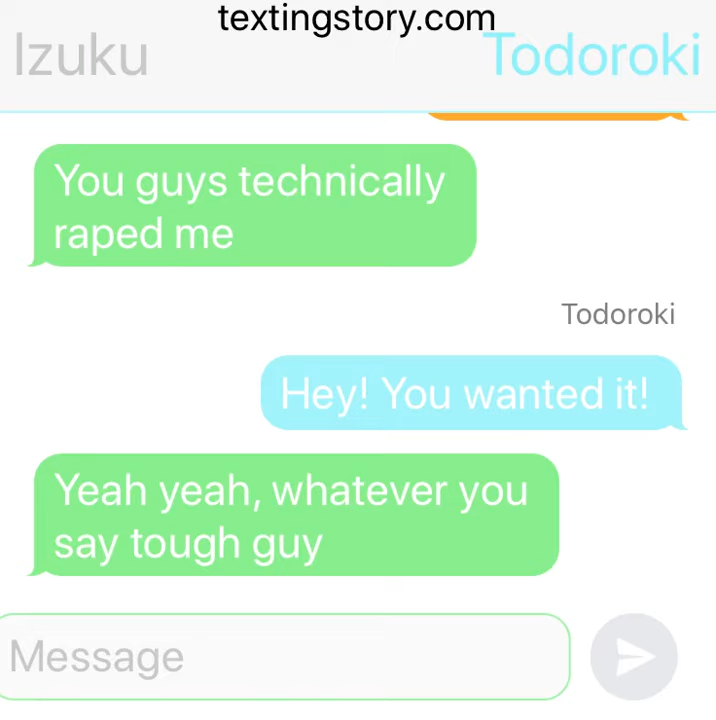 textingstory.com
Izuku
Todoroki
You guys technically
raped me
Todoroki
Hey! You wanted it!
Yeah yeah, whatever you
say tough guy
Message